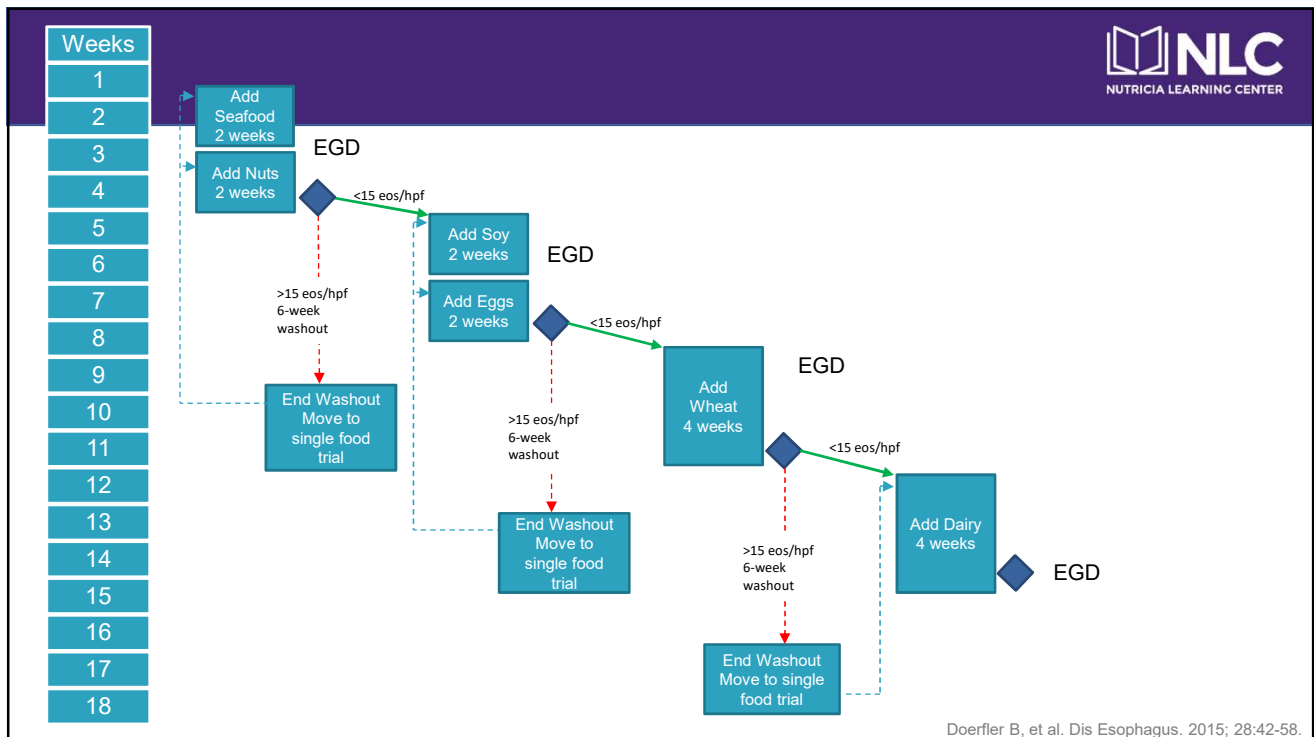 Weeks
1
2
3
4
5
6
7
8
9
10
11
12
13
14
15
16
17
18
NLC
NUTRICIA LEARNING CENTER
Add
Seafood
2 weeks
EGD
Add Nuts
2 weeks
<15 eos/hpf
>15 eos/hpf
6-week
washout
End Washout
Move to
single food
trial
Add Soy
2 weeks
EGD
Add Eggs
2 weeks
<15 eos/hpf
>15 eos/hpf
6-week
washout
End Washout
Move to
single food
trial
Add
Wheat
4 weeks
EGD
<15 eos/hpf
>15 eos/hpf
6-week
washout
End Washout
Move to single
food trial
Add Dairy
4 weeks
EGD
Doerfler B, et al. Dis Esophagus. 2015; 28:42-58.